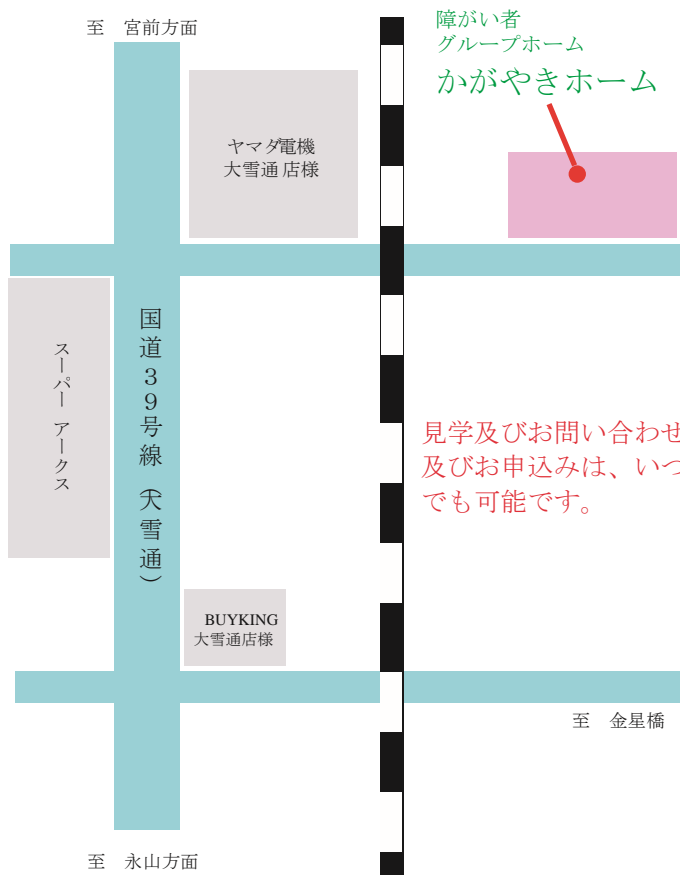 至　宮前方面
障がい者
グループホーム
かがやきホーム
ヤマダ電機
大雪通店様
国道３９号線（大雪通）
スーパー アークス
見学及びお問い合わせ
及びお申込みは、いつ
でも可能です。
BUYKING
大雪通店様
至　金星橋
至　永山方面